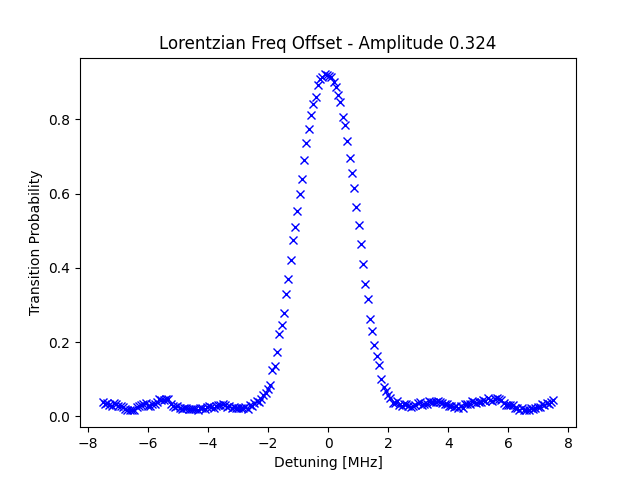 Lorentzian Freq Offset - Amplitude 0.324
Transition Probability
0.8
0.6
0.4
0.2
0.0
−8 −6 −4 −2 0 2 4 6 8
Detuning [MHz]